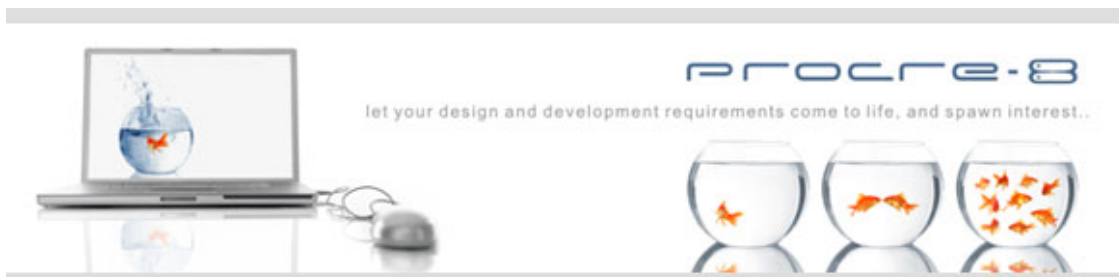 procre-8
let your design and development requirements come to life, and spawn interest..